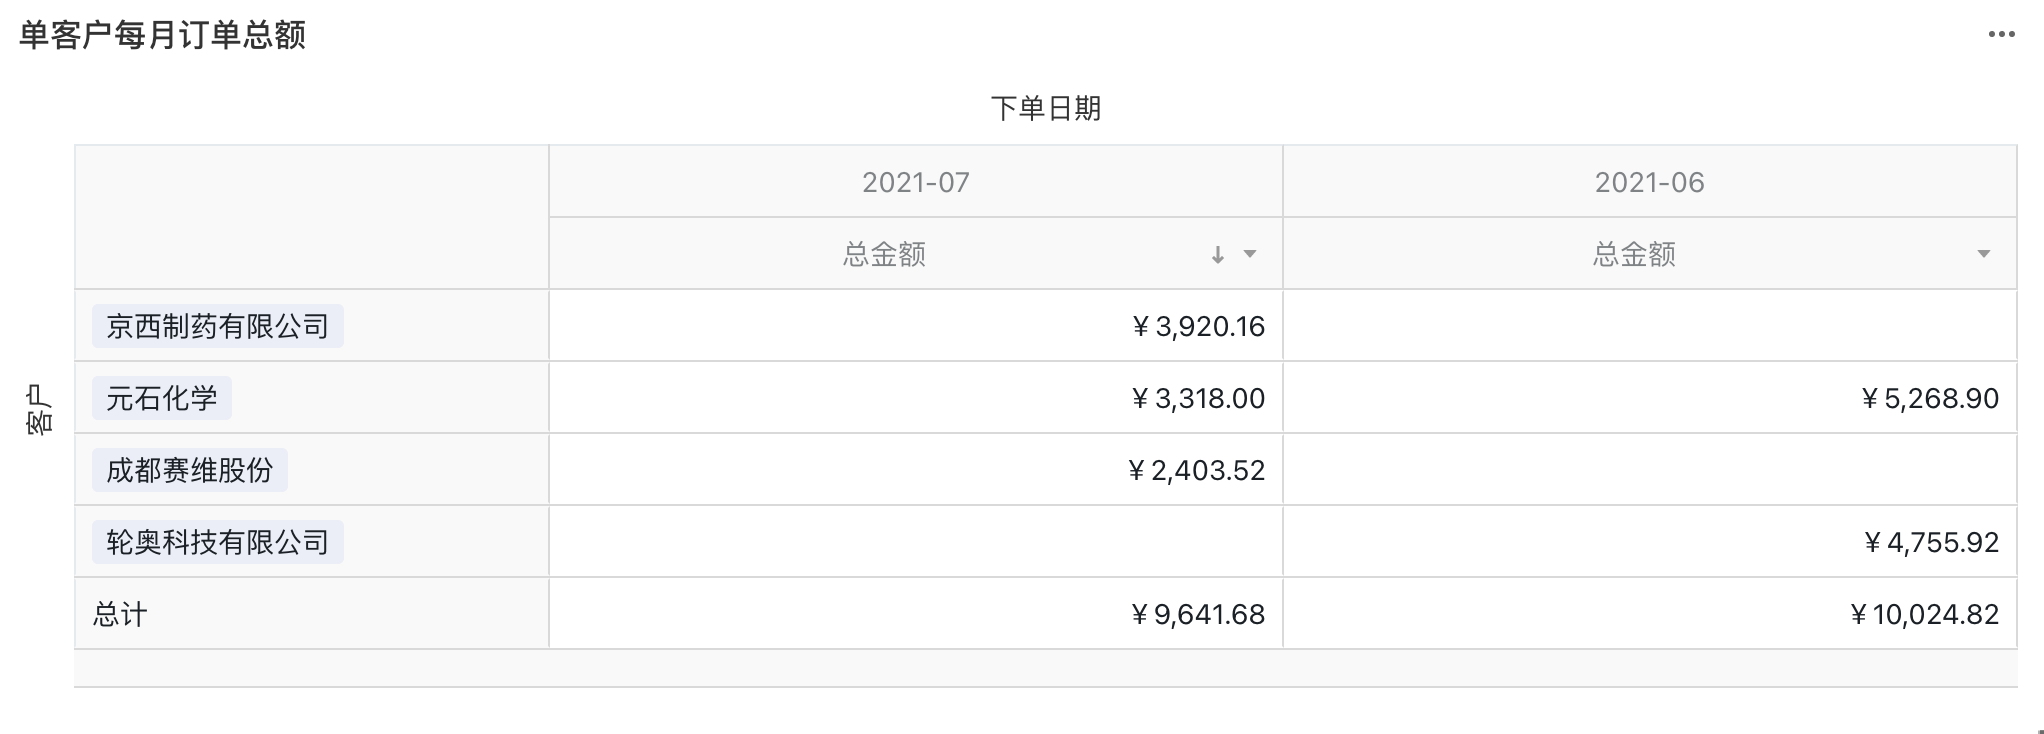 单客户每月订单总额
下单日期
2021-07 2021-06
总金额 总金额
客户
京西制药有限公司 ¥3,920.16
元石化学 ¥3,318.00 ¥5,268.90
成都赛维股份 ¥2,403.52
轮奥科技有限公司 ¥4,755.92
总计 ¥9,641.68 ¥10,024.82